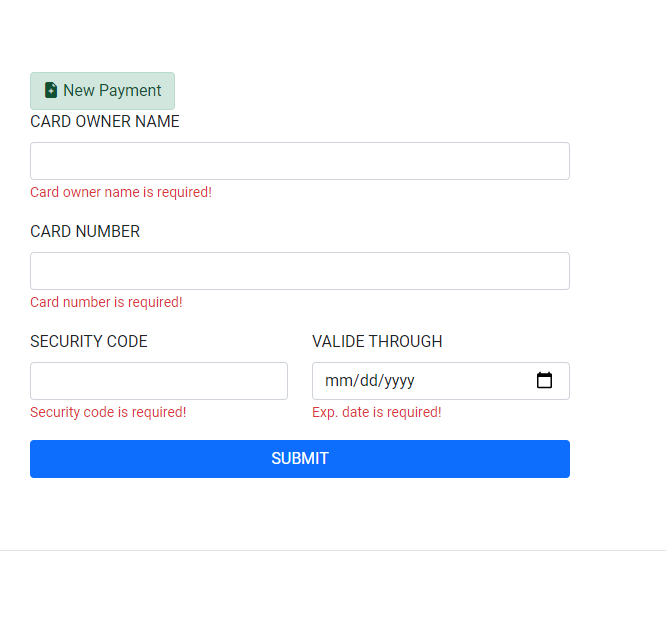 New Payment
CARD OWNER NAME
Card owner name is required!
CARD NUMBER
Card number is required!
SECURITY CODE VALIDE THROUGH
mm/dd/yyyy
Security code is required! Exp. date is required!
SUBMIT